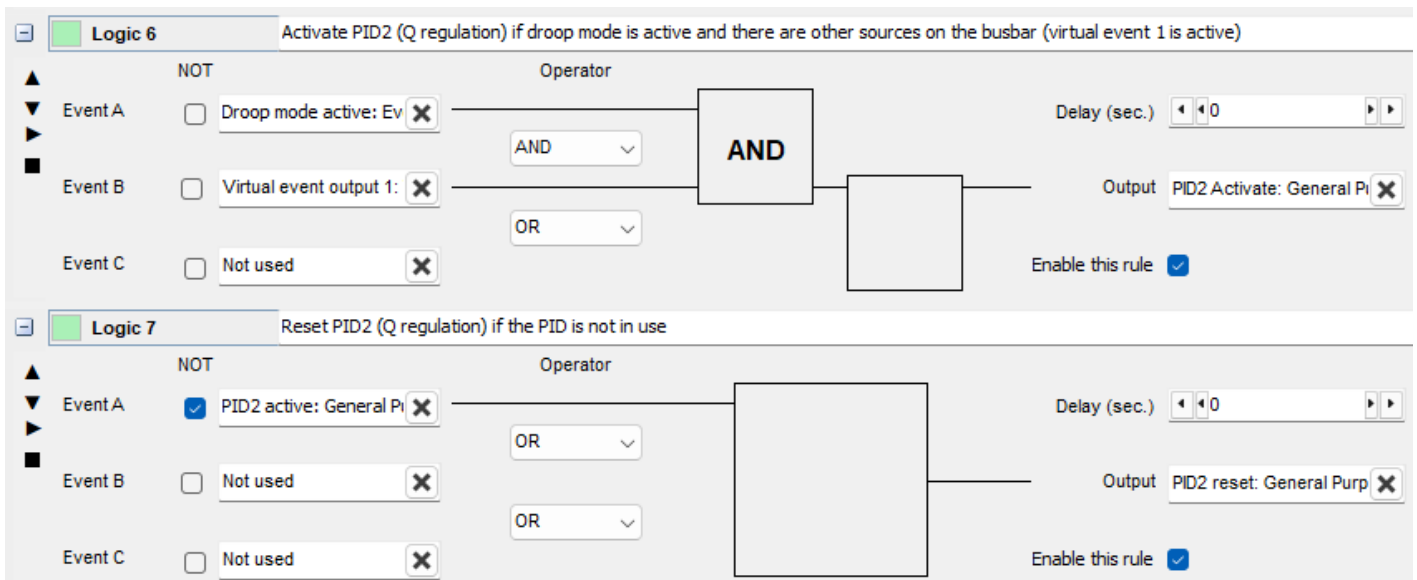 Logic 6 Activate PID2 (Q regulation) if droop mode is active and there are other sources on the busbar (virtual event 1 is active)
NOT Operator
Event A Droop mode active: Ev Delay (sec.) 0
AND AND
Event B Virtual event output 1: Output PID2 Activate: General Pu
OR
Event C Not used Enable this rule
Logic 7 Reset PID2 (Q regulation) if the PID is not in use
NOT Operator
Event A PID2 active: General Pu Delay (sec.) 0
OR
Event B Not used Output PID2 reset: General Purp
OR
Event C Not used Enable this rule